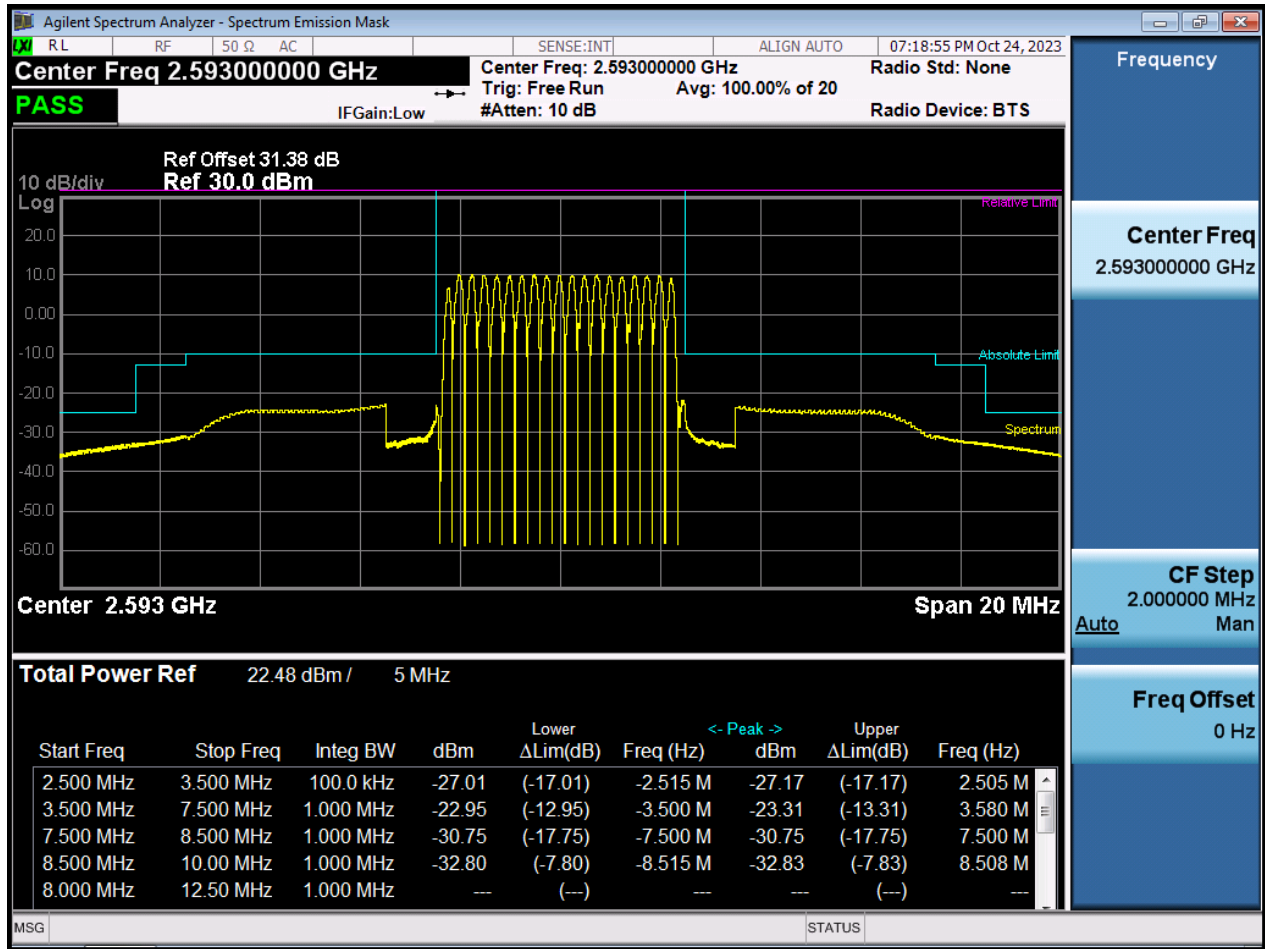 Agilent Spectrum Analyzer - Spectrum Emission Mask
LXI RL RF 50 Ω AC SENSE:INT ALIGN AUTO 07:18:55 PM Oct 24, 2023
Center Freq 2.593000000 GHz
PASS
IFGain:Low
Center Freq: 2.593000000 GHz
Trig: Free Run Avg: 100.00% of 20
#Atten: 10 dB
Radio Std: None
Radio Device: BTS
Ref Offset 31.38 dB
10 dB/div Ref 30.0 dBm
Log
Relative Limit
20.0
10.0
0.00
-10.0
Absolute Limit
-20.0
-30.0
Spectrum
-40.0
-50.0
-60.0
Center 2.593 GHz Span 20 MHz
Total Power Ref 22.48 dBm / 5 MHz
Lower <- Peak -> Upper
Start Freq Stop Freq Integ BW dBm ΔLim(dB) Freq (Hz) dBm ΔLim(dB) Freq (Hz)
2.500 MHz 3.500 MHz 100.0 kHz -27.01 (-17.01) -2.515 M -27.17 (-17.17) 2.505 M
3.500 MHz 7.500 MHz 1.000 MHz -22.95 (-12.95) -3.500 M -23.31 (-13.31) 3.580 M
7.500 MHz 8.500 MHz 1.000 MHz -30.75 (-17.75) -7.500 M -30.75 (-17.75) 7.500 M
8.500 MHz 10.00 MHz 1.000 MHz -32.80 (-7.80) -8.515 M -32.83 (-7.83) 8.508 M
8.000 MHz 12.50 MHz 1.000 MHz --- (---) --- --- (---) ---
MSG STATUS
Frequency
Center Freq
2.593000000 GHz
CF Step
2.000000 MHz
Auto Man
Freq Offset
0 Hz